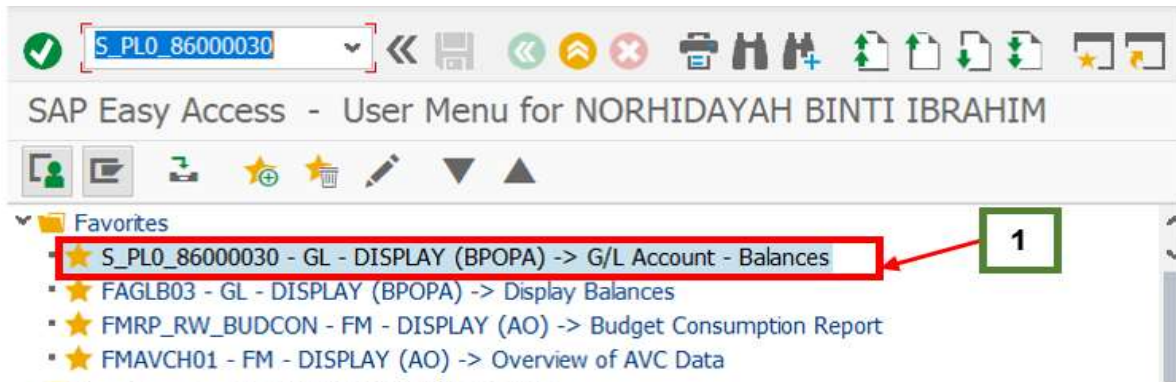 S_PL0_86000030
SAP Easy Access - User Menu for NORHIDAYAH BINTI IBRAHIM
Favorites
S_PL0_86000030 - GL - DISPLAY (BPOPA) -> G/L Account - Balances
1
FAGLB03 - GL - DISPLAY (BPOPA) -> Display Balances
FMRP_RW_BUDCON - FM - DISPLAY (AO) -> Budget Consumption Report
FMAVCH01 - FM - DISPLAY (AO) -> Overview of AVC Data